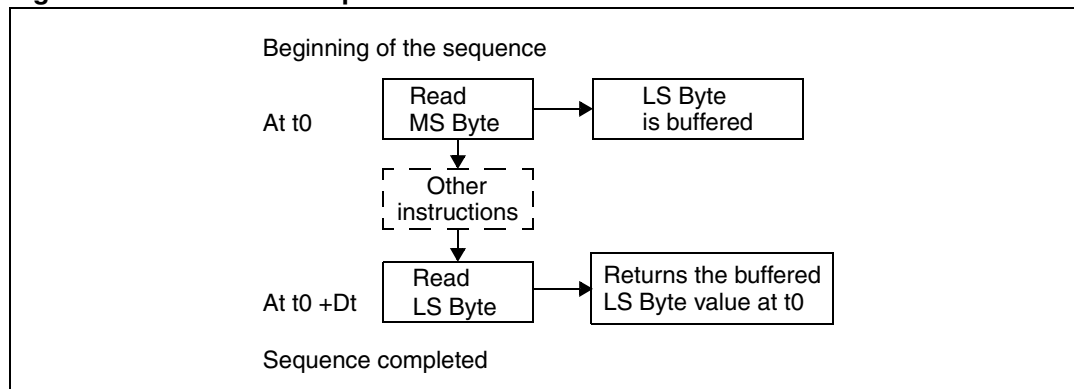 Beginning of the sequence
At t0
Read
MS Byte
LS Byte
is buffered
Other
instructions
At t0 +Dt
Read
LS Byte
Returns the buffered
LS Byte value at t0
Sequence completed